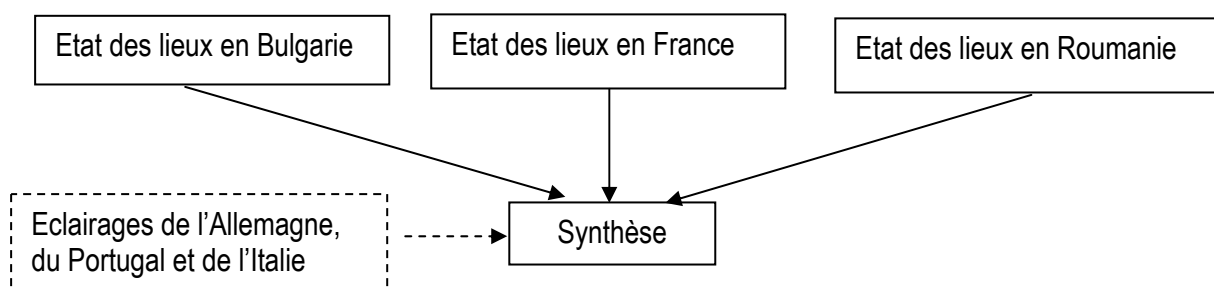 Etat des lieux en Bulgarie
Etat des lieux en France
Etat des lieux en Roumanie
Eclairages de l’Allemagne,
du Portugal et de l’Italie
Synthèse